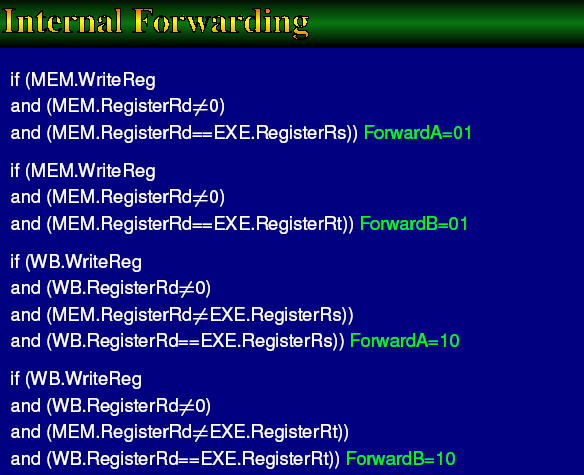 Internal Forwarding
if (MEM.WriteReg
and (MEM.RegisterRd≠0)
and (MEM.RegisterRd==EXE.RegisterRs)) ForwardA=01
if (MEM.WriteReg
and (MEM.RegisterRd≠0)
and (MEM.RegisterRd==EXE.RegisterRt)) ForwardB=01
if (WB.WriteReg
and (WB.RegisterRd≠0)
and (MEM.RegisterRd≠EXE.RegisterRs))
and (WB.RegisterRd==EXE.RegisterRs)) ForwardA=10
if (WB.WriteReg
and (WB.RegisterRd≠0)
and (MEM.RegisterRd≠EXE.RegisterRt))
and (WB.RegisterRd==EXE.RegisterRt)) ForwardB=10